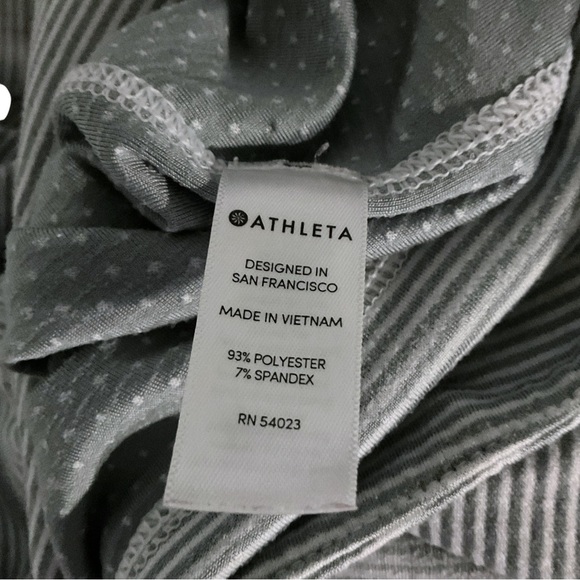 ATHLETA
DESIGNED IN
SAN FRANCISCO
MADE IN VIETNAM
93% POLYESTER
7% SPANDEX
RN 54023